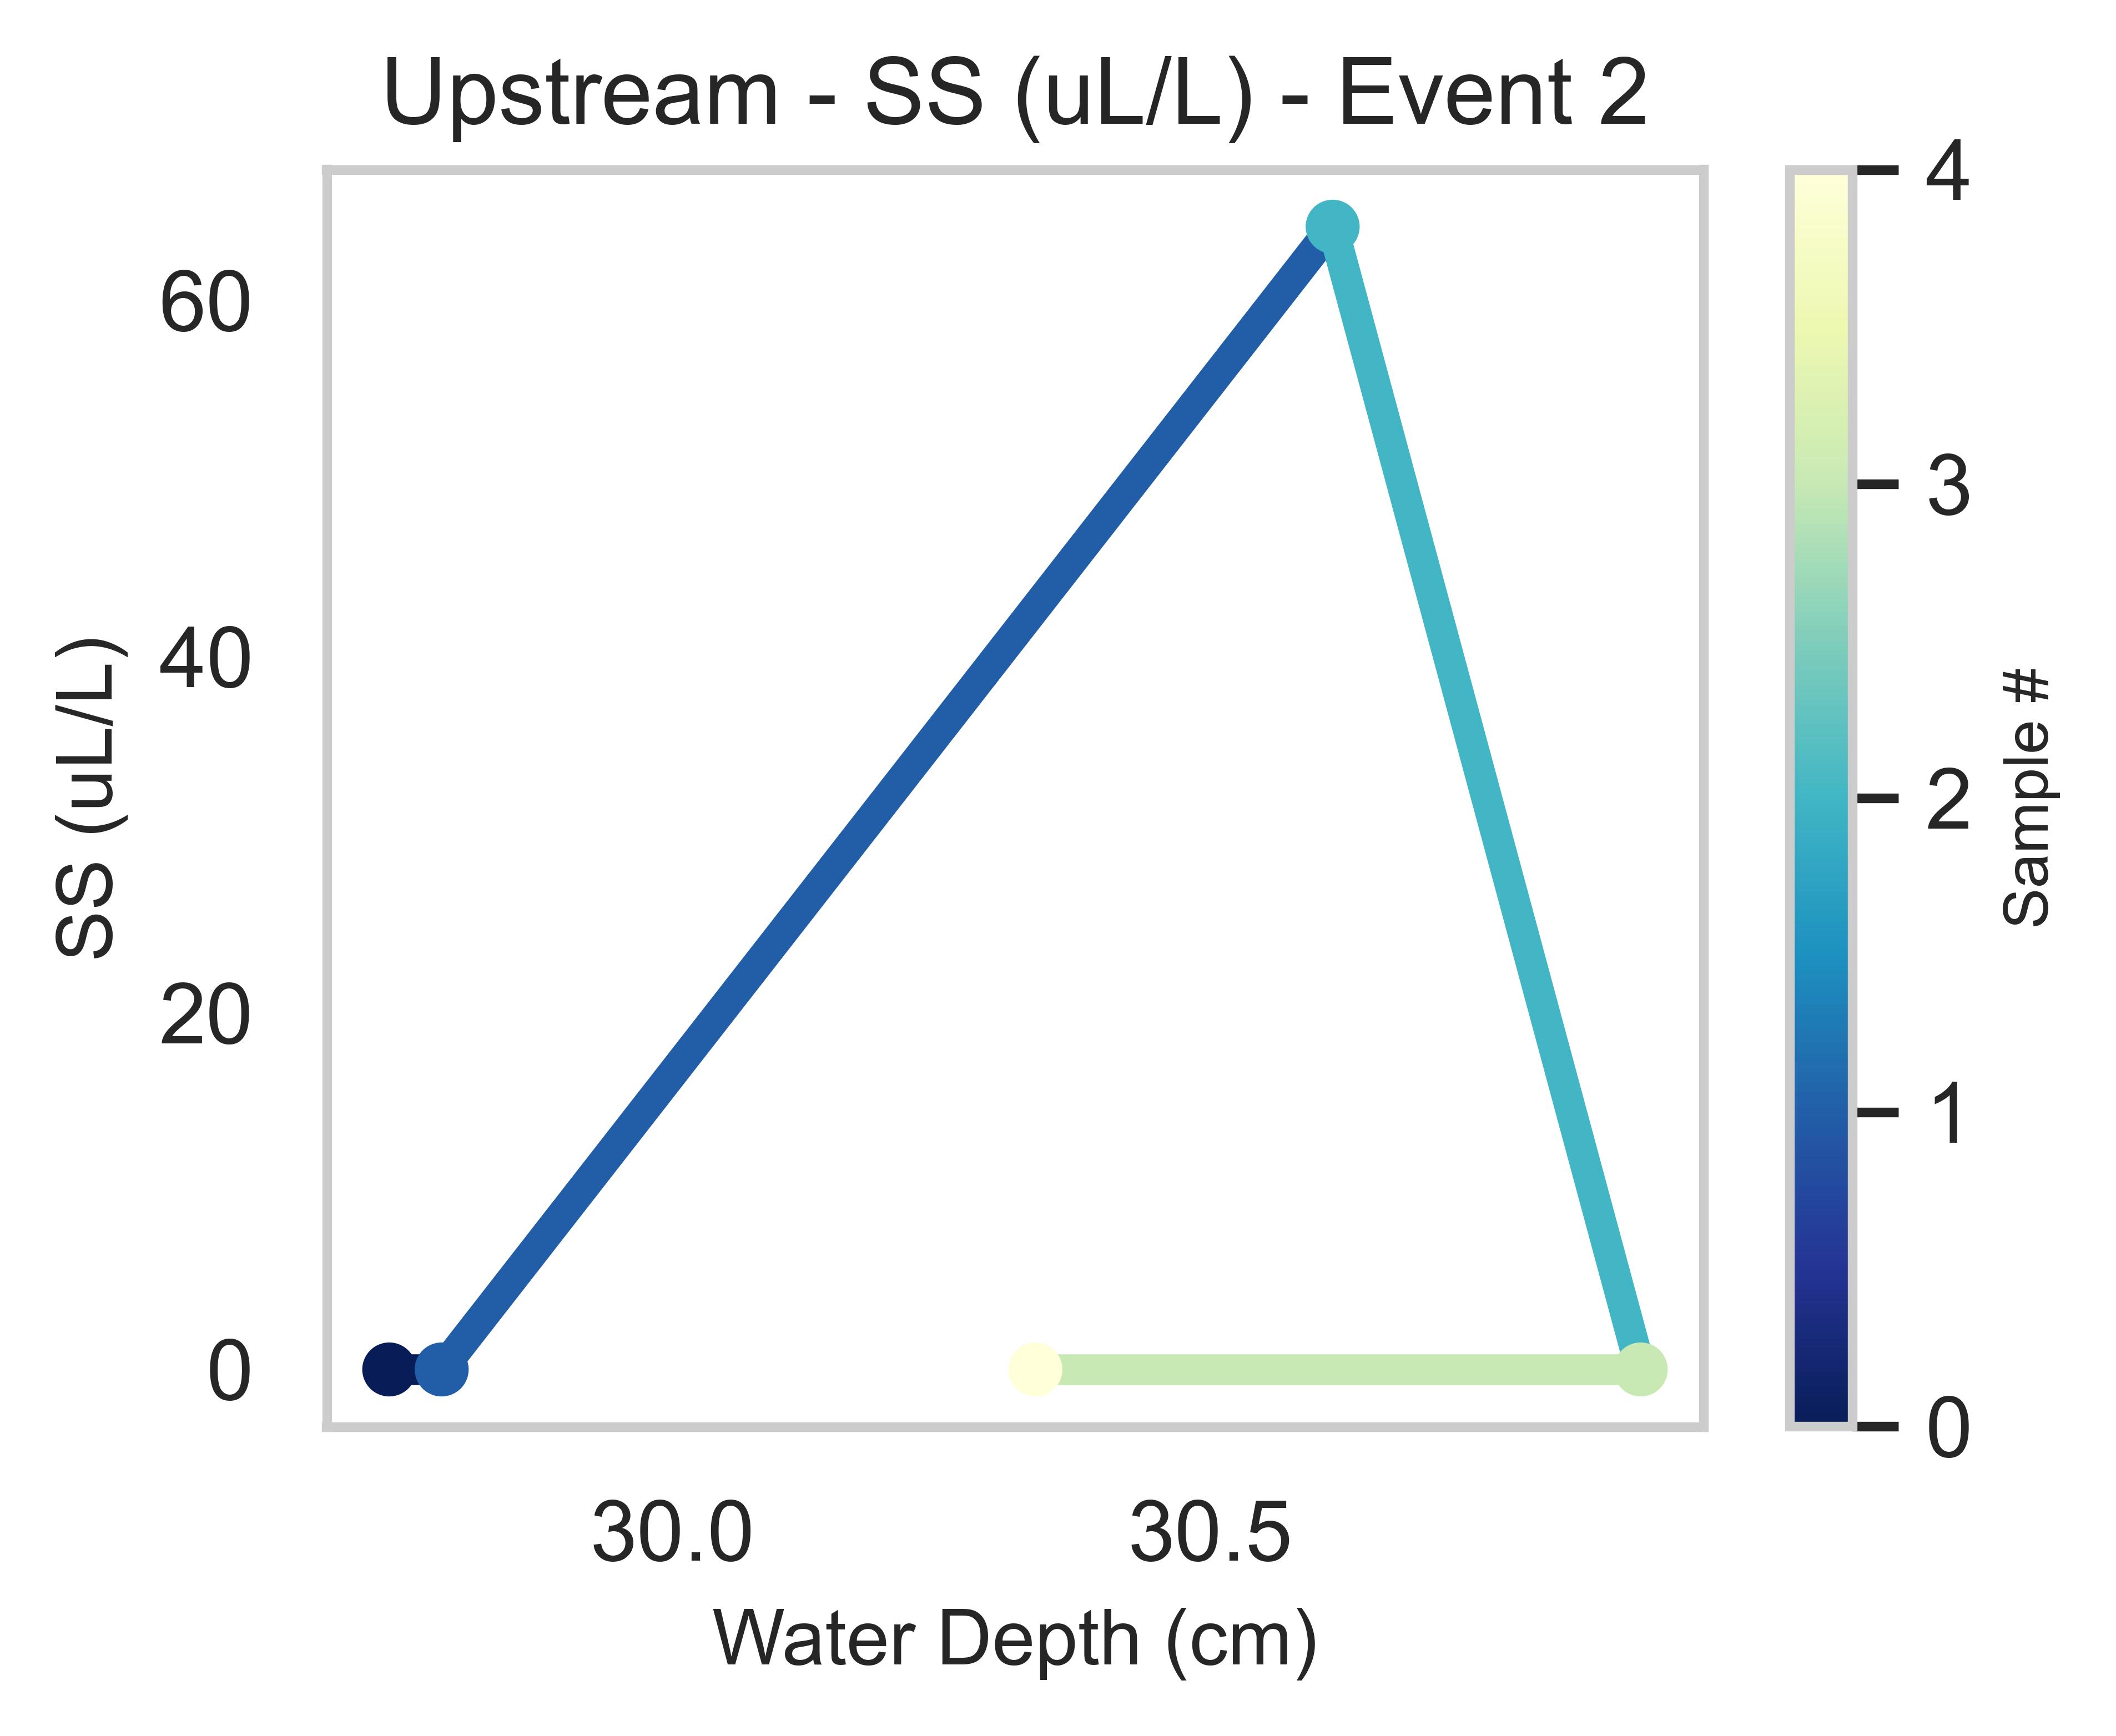 Upstream - SS (uL/L) - Event 2
SS (uL/L)
60
40
20
0
30.0 30.5
Water Depth (cm)
4
3
2
1
0
Sample #